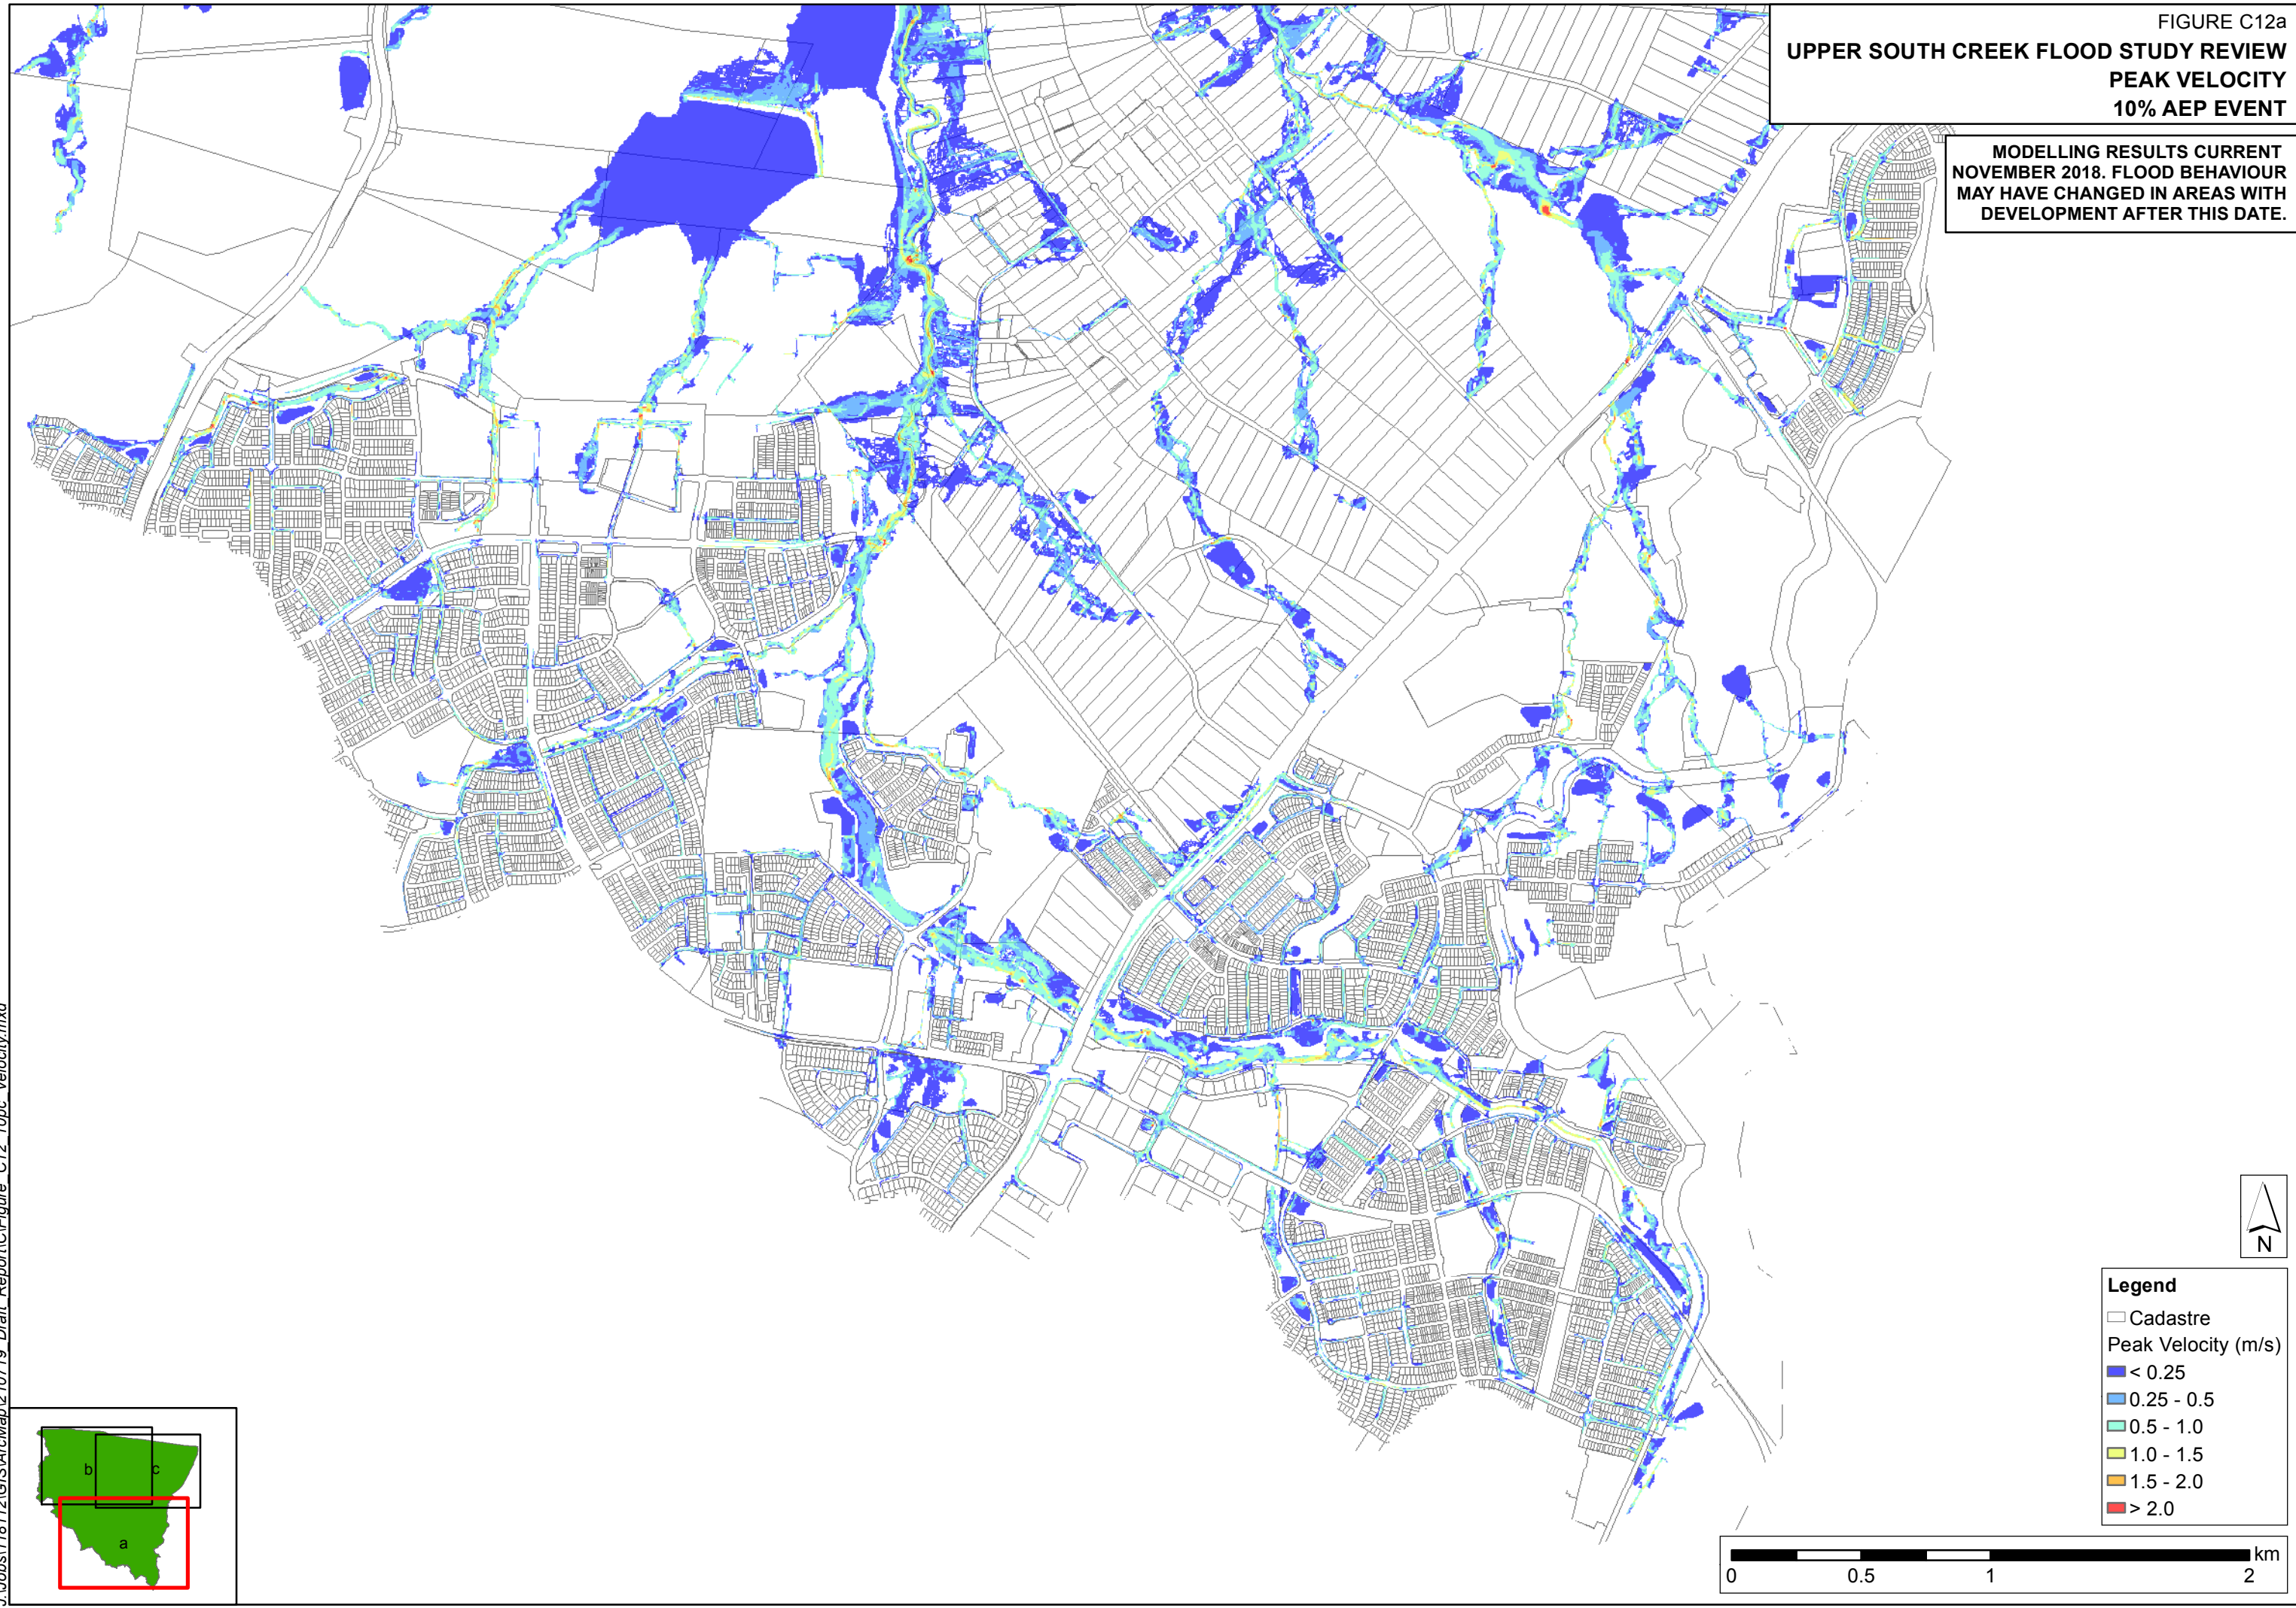 FIGURE C12a
UPPER SOUTH CREEK FLOOD STUDY REVIEW
PEAK VELOCITY
10% AEP EVENT
MODELLING RESULTS CURRENT
NOVEMBER 2018. FLOOD BEHAVIOUR
MAY HAVE CHANGED IN AREAS WITH
DEVELOPMENT AFTER THIS DATE.
N
Legend
Cadastre
Peak Velocity (m/s)
< 0.25
0.25 - 0.5
0.5 - 1.0
1.0 - 1.5
1.5 - 2.0
> 2.0
km
0 0.5 1 2
b c
a